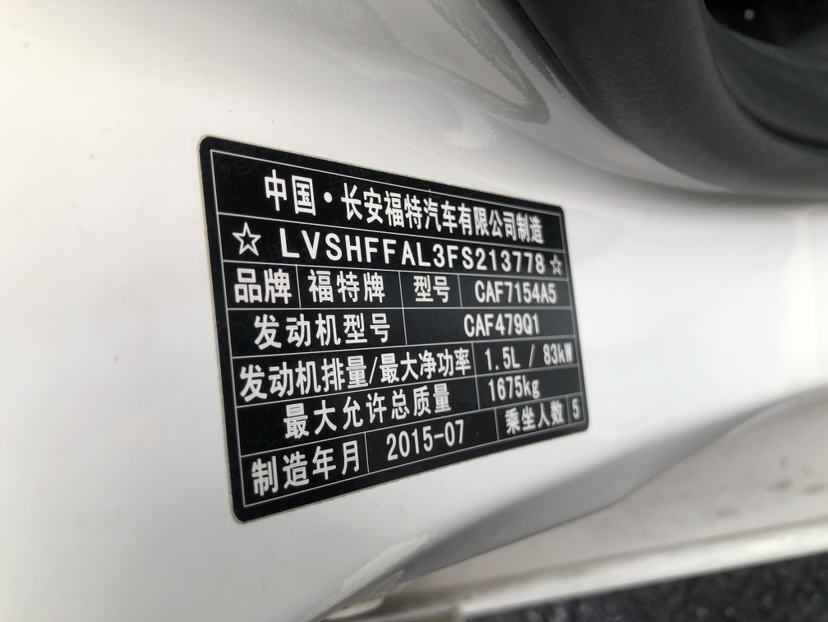 中国·长安福特汽车有限公司制造
☆LVSHFFAL3FS213778☆
品牌 福特牌 型号 CAF7154A5
发动机型号 CAF479Q1
发动机排量/最大净功率 1.5L / 83kW
最大允许总质量 1675kg
制造年月 2015-07 乘坐人数 5